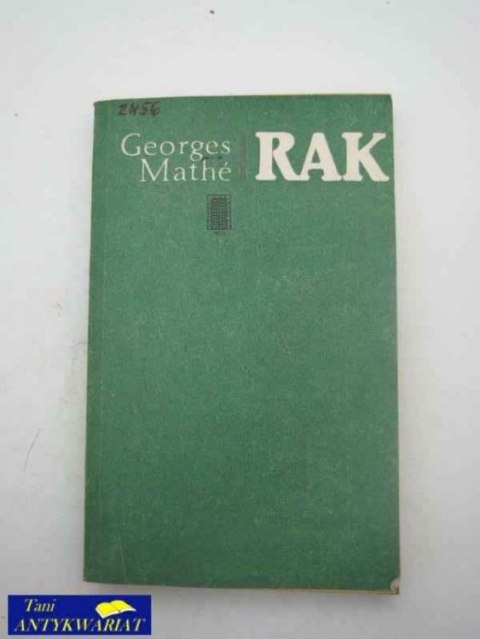 2456
Georges
Mathé
RAK
Tani
ANTYKWARIAT